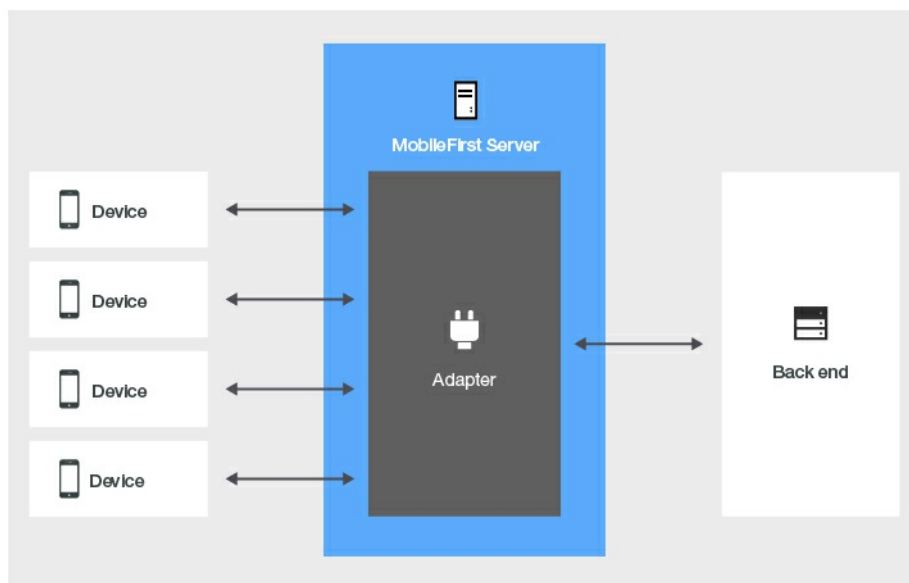 MobileFirst Server
Device
Device
Device
Device
Adapter
Back end